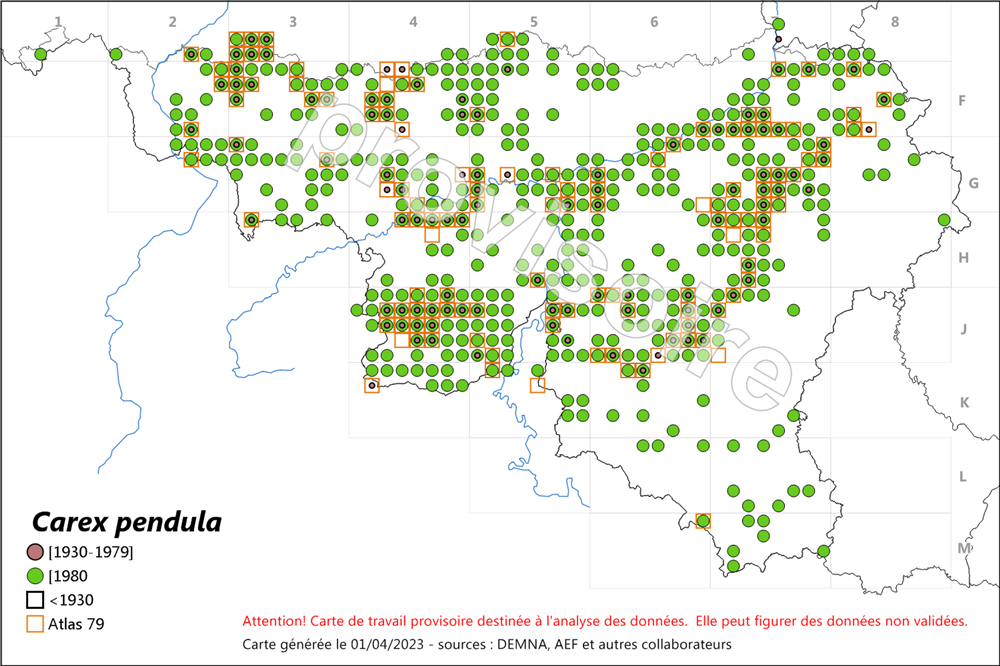 1 2 3 4 5 6 7 8
F
G
H
J
K
L
M
provisoire
Carex pendula
[1930-1979]
[1980
<1930
Atlas 79
Attention! Carte de travail provisoire destinée à l'analyse des données. Elle peut figurer des données non validées.
Carte générée le 01/04/2023 - sources : DEMNA, AEF et autres collaborateurs